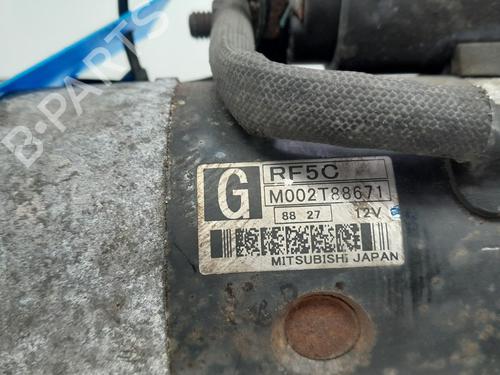 B-PARTS
G
RF5C
M002T88671
88 27 12V
MITSUBISHI JAPAN